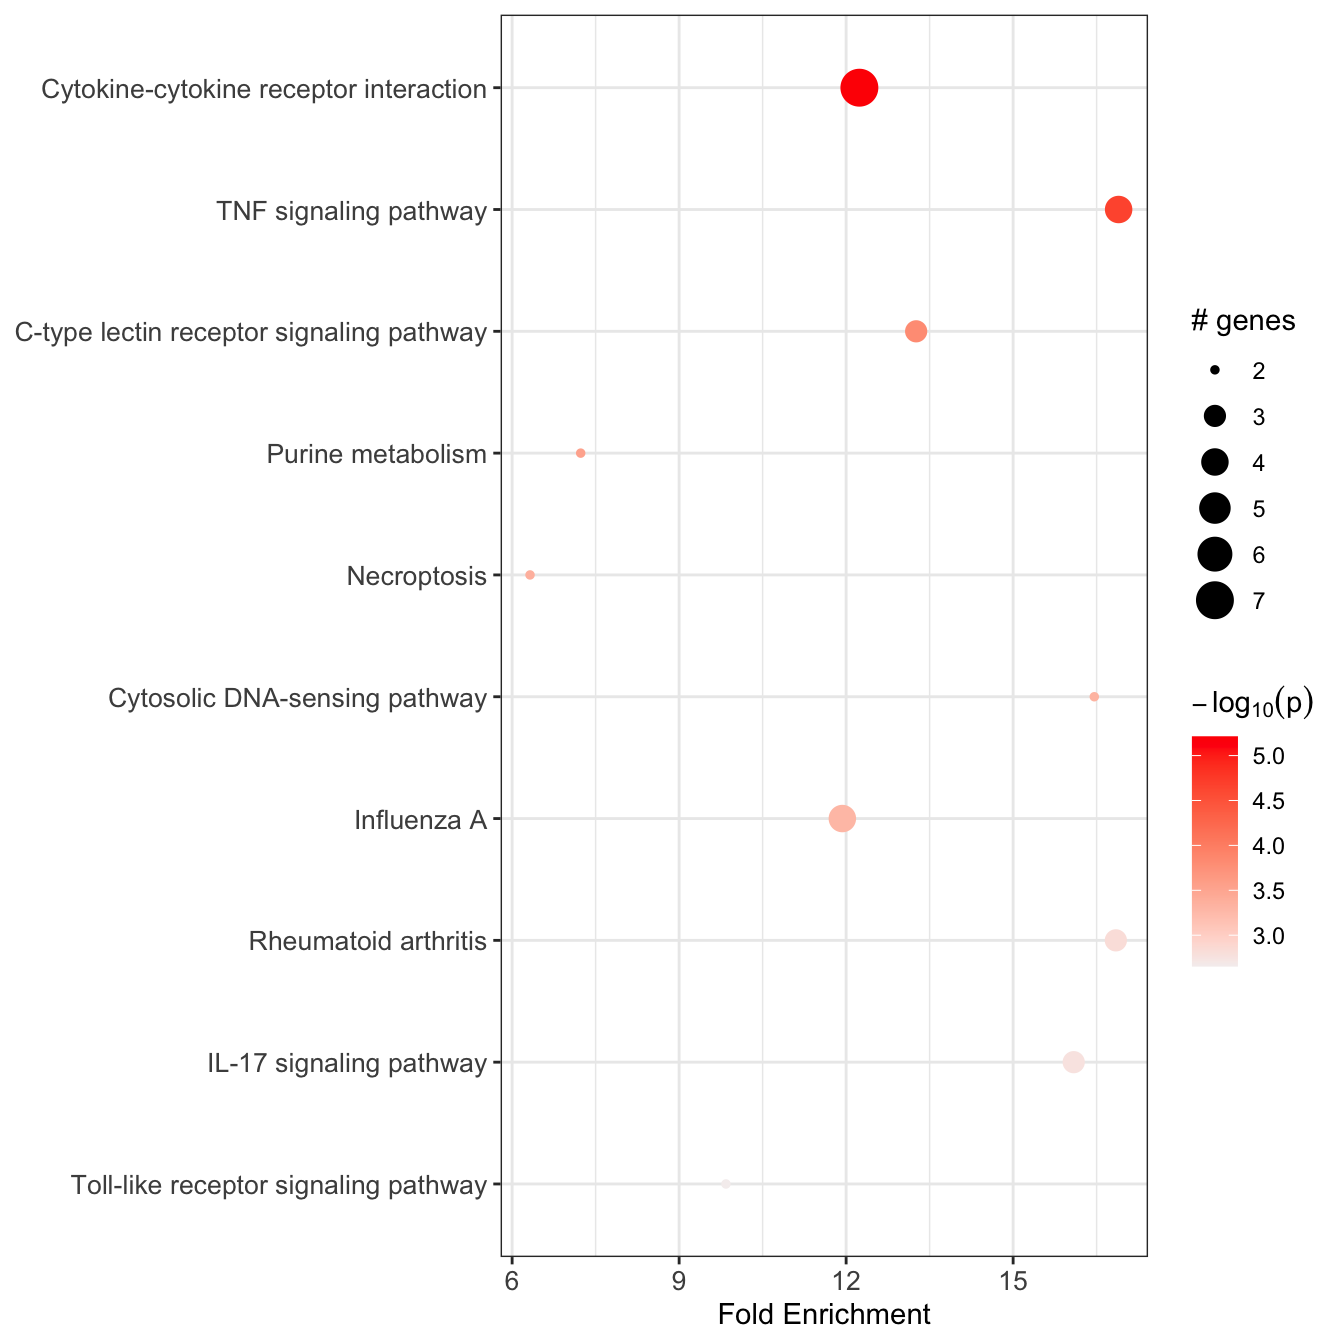 Cytokine-cytokine receptor interaction
TNF signaling pathway
C-type lectin receptor signaling pathway
Purine metabolism
Necroptosis
Cytosolic DNA-sensing pathway
Influenza A
Rheumatoid arthritis
IL-17 signaling pathway
Toll-like receptor signaling pathway
6 9 12 15
Fold Enrichment
# genes
2
3
4
5
6
7
−log₁₀(p)
5.0
4.5
4.0
3.5
3.0